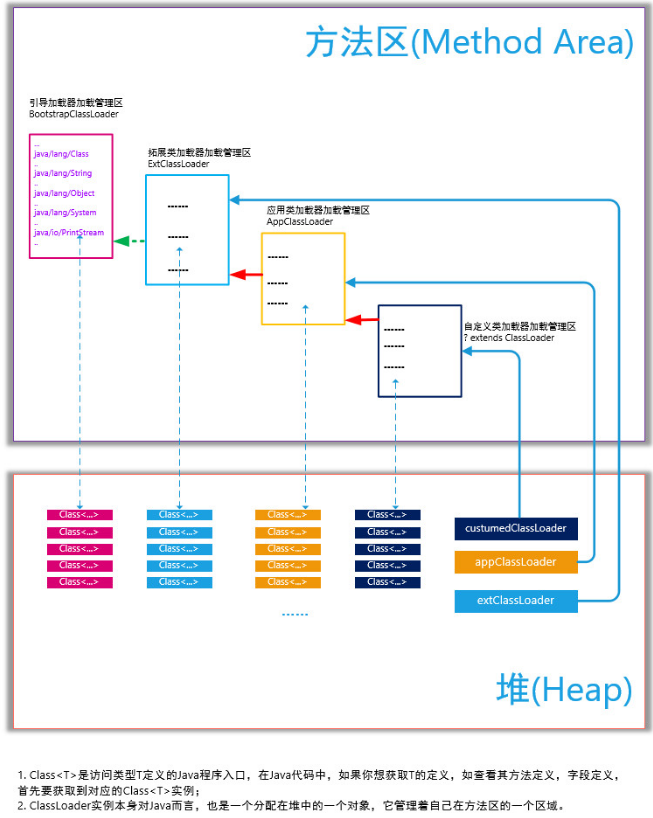 方法区(Method Area)
引导加载器加载管理区
BootstrapClassLoader
...
java/lang/Class
..
java/lang/String
..
java/lang/Object
..
java/lang/System
..
java/io/PrintStream
..
拓展类加载器加载管理区
ExtClassLoader
------
------
------
应用类加载器加载管理区
AppClassLoader
------
------
------
自定义类加载器加载管理区
? extends ClassLoader
------
------
------
Class<...> Class<...> Class<...> Class<...>
Class<...> Class<...> Class<...> Class<...>
Class<...> Class<...> Class<...> Class<...>
Class<...> Class<...> Class<...> Class<...>
Class<...> Class<...> Class<...> Class<...>
......
custumedClassLoader
appClassLoader
extClassLoader
堆(Heap)
1. Class<T>是访问类型T定义的Java程序入口，在Java代码中，如果你想获取T的定义，如查看其方法定义，字段定义，
首先要获取到对应的Class<T>实例；
2. ClassLoader实例本身对Java而言，也是一个分配在堆中的一个对象，它管理着自己在方法区的一个区域。